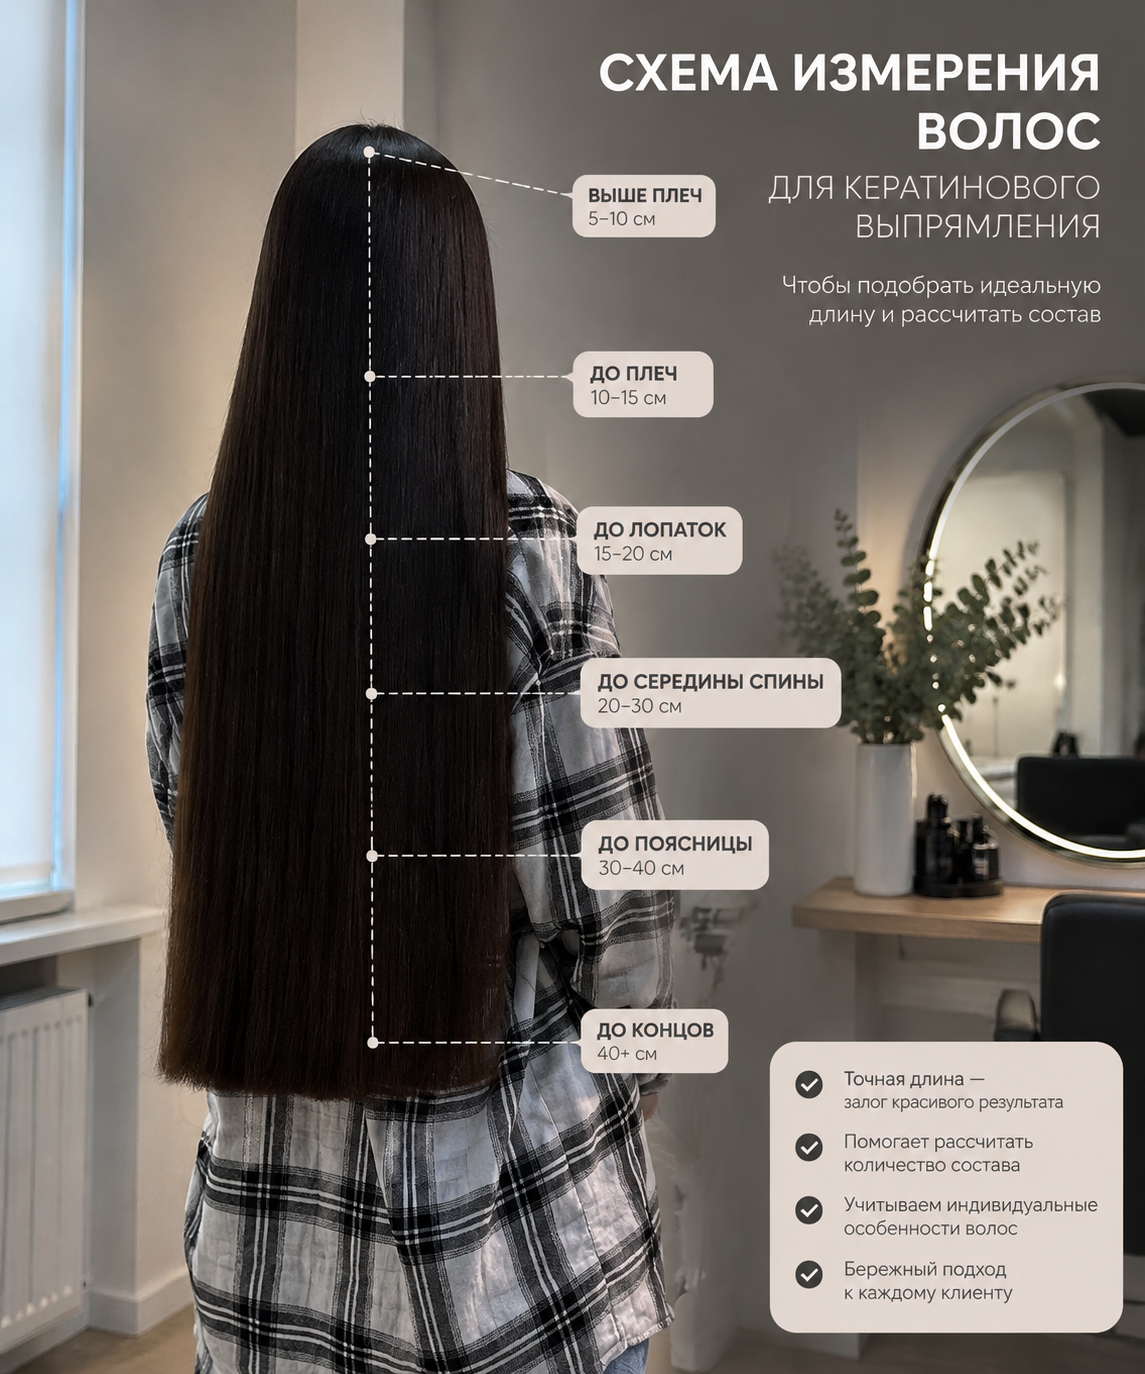 СХЕМА ИЗМЕРЕНИЯ
ВОЛОС
ДЛЯ КЕРАТИНОВОГО
ВЫПРЯМЛЕНИЯ
Чтобы подобрать идеальную
длину и рассчитать состав
ВЫШЕ ПЛЕЧ
5–10 см
ДО ПЛЕЧ
10–15 см
ДО ЛОПАТОК
15–20 см
ДО СЕРЕДИНЫ СПИНЫ
20–30 см
ДО ПОЯСНИЦЫ
30–40 см
ДО КОНЦОВ
40+ см
Точная длина —
залог красивого результата
Помогает рассчитать
количество состава
Учитываем индивидуальные
особенности волос
Бережный подход
к каждому клиенту